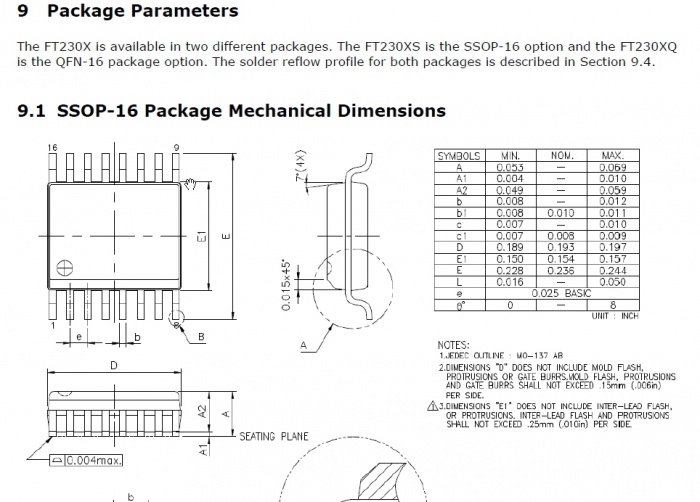 9 Package Parameters
The FT230X is available in two different packages. The FT230XS is the SSOP-16 option and the FT230XQ
is the QFN-16 package option. The solder reflow profile for both packages is described in Section 9.4.
9.1 SSOP-16 Package Mechanical Dimensions
16 9
E1 E
1 8
e b B
7°(4X)
0.015x45°
A
D
A2 A
A1
SEATING PLANE
0.004max.
b
SYMBOLS MIN. NOM. MAX.
A 0.053 — 0.069
A1 0.004 — 0.010
A2 0.049 — 0.059
b 0.008 — 0.012
b1 0.008 0.010 0.011
c 0.007 — 0.010
c1 0.007 0.008 0.009
D 0.189 0.193 0.197
E1 0.150 0.154 0.157
E 0.228 0.236 0.244
L 0.016 — 0.050
e 0.025 BASIC
θ° 0 — 8
UNIT : INCH
NOTES:
1.JEDEC OUTLINE : MO-137 AB
2.DIMENSIONS "D" DOES NOT INCLUDE MOLD FLASH,
PROTRUSIONS OR GATE BURRS.MOLD FLASH, PROTRUSIONS
AND GATE BURRS SHALL NOT EXCEED .15mm (.006in)
PER SIDE.
3.DIMENSIONS "E1" DOES NOT INCLUDE INTER-LEAD FLASH,
OR PROTRUSIONS. INTER-LEAD FLASH AND PROTRUSIONS
SHALL NOT EXCEED .25mm (.010in) PER SIDE.